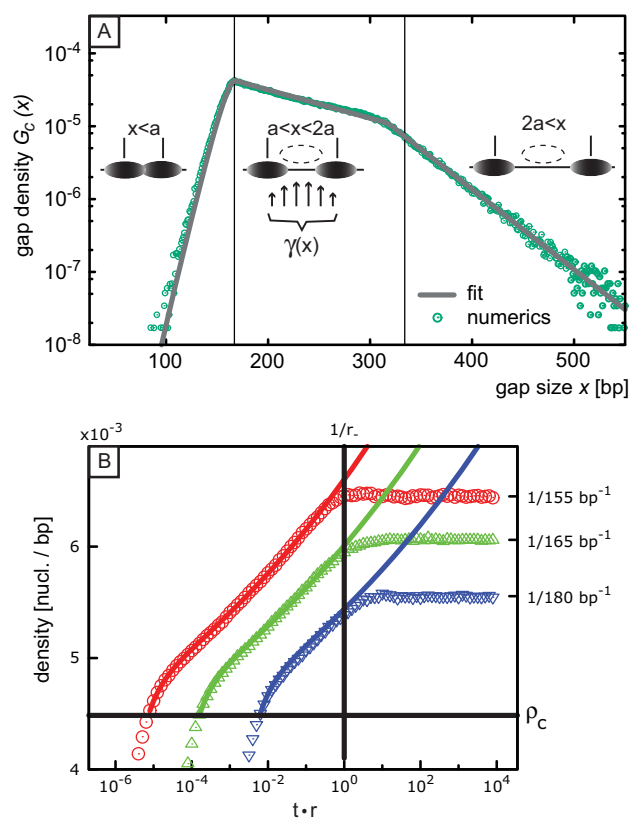 A
gap density G_c (x)
10^-4
10^-5
10^-6
10^-7
10^-8
x<a
a<x<2a
2a<x
γ(x)
fit
numerics
100 200 300 400 500
gap size x [bp]
x10^-3
1/r_-
B
density [nucl. / bp]
6
5
4
1/155 bp^-1
1/165 bp^-1
1/180 bp^-1
ρ_c
10^-6 10^-4 10^-2 10^0 10^2 10^4
t·r